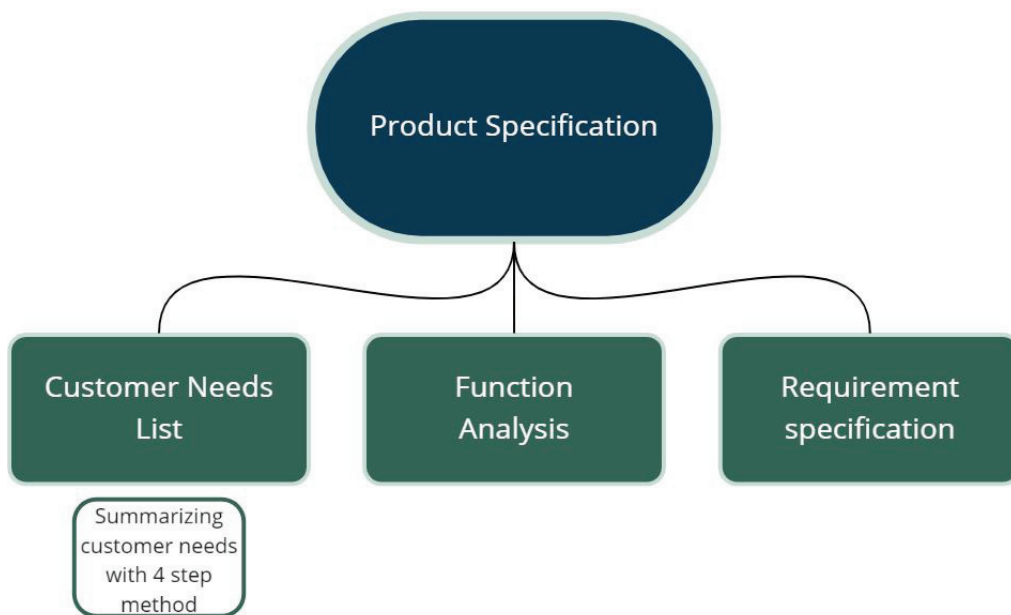 Product Specification
Customer Needs
List
Function
Analysis
Requirement
specification
Summarizing
customer needs
with 4 step
method